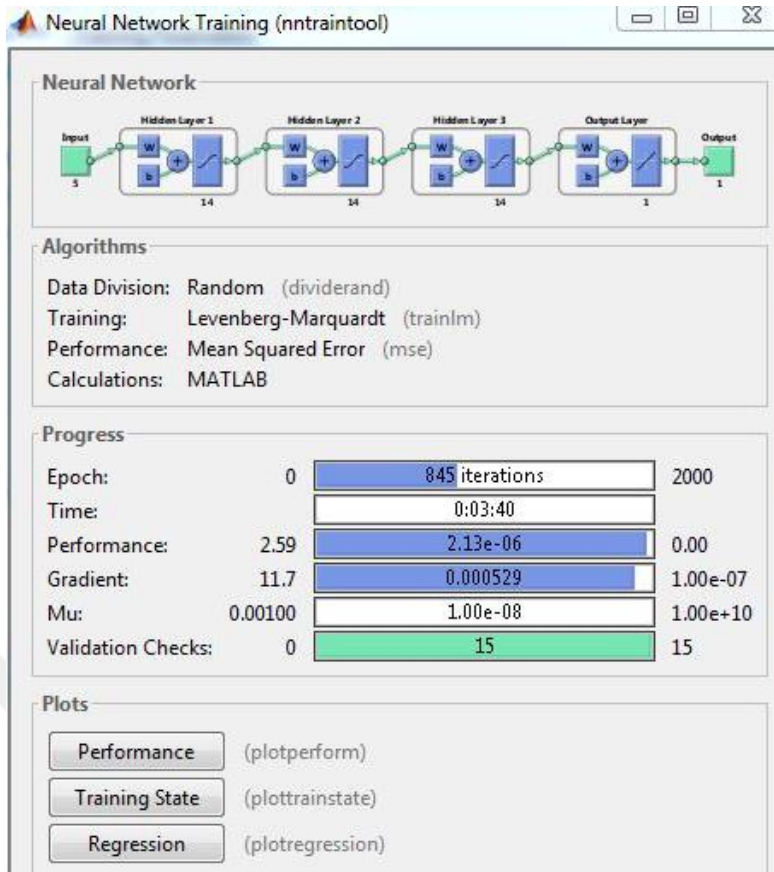 Neural Network Training (nntraintool)
Neural Network
Hidden Layer 1 Hidden Layer 2 Hidden Layer 3 Output Layer
Input Output
W W W W
+ + + +
b b b b
5 14 14 14 1 1
Algorithms
Data Division: Random (dividerand)
Training: Levenberg-Marquardt (trainlm)
Performance: Mean Squared Error (mse)
Calculations: MATLAB
Progress
Epoch: 0 845 iterations 2000
Time: 0:03:40
Performance: 2.59 2.13e-06 0.00
Gradient: 11.7 0.000529 1.00e-07
Mu: 0.00100 1.00e-08 1.00e+10
Validation Checks: 0 15 15
Plots
Performance (plotperform)
Training State (plottrainstate)
Regression (plotregression)